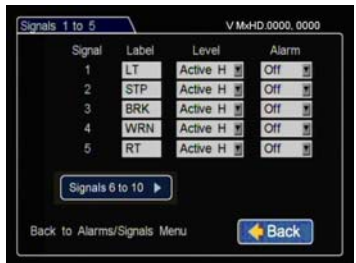 Signals 1 to 5 V MxHD.0000, 0000
Signal Label Level Alarm
1 LT Active H Off
2 STP Active H Off
3 BRK Active H Off
4 WRN Active H Off
5 RT Active H Off
Signals 6 to 10
Back to Alarms/Signals Menu Back